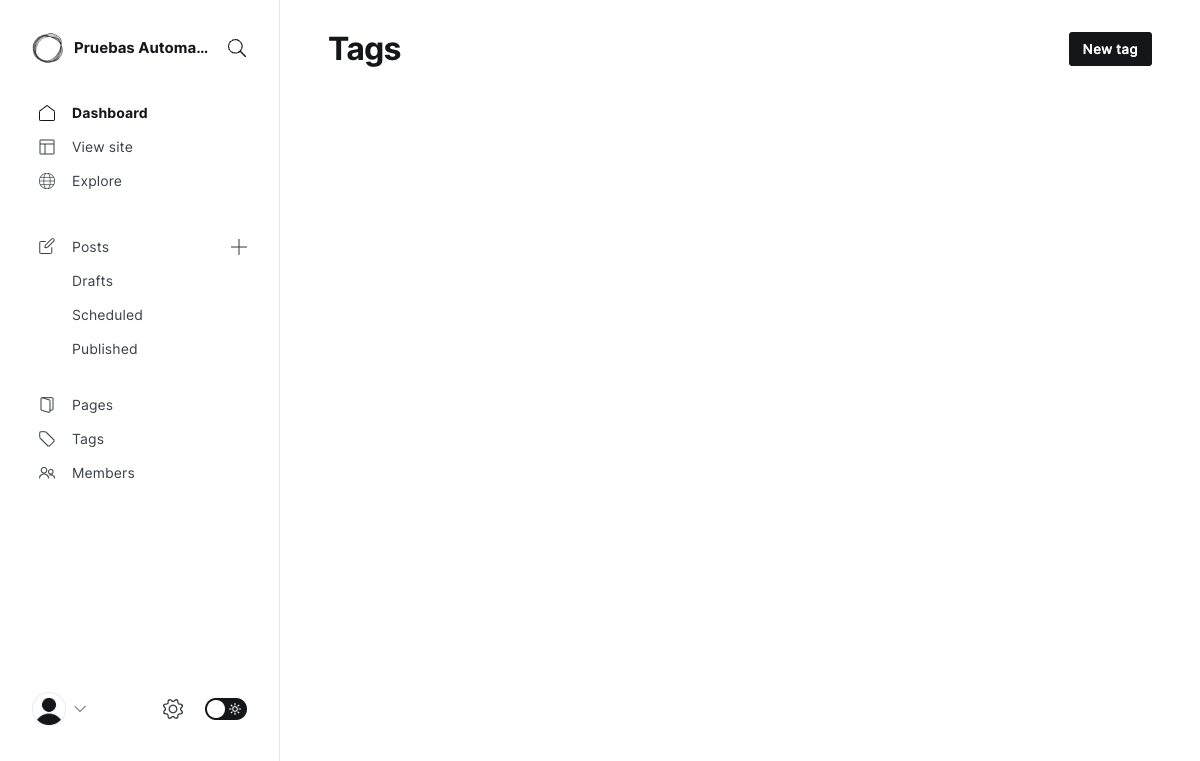 Pruebas Automa...
Dashboard
View site
Explore
Posts
Drafts
Scheduled
Published
Pages
Tags
Members
Tags
New tag